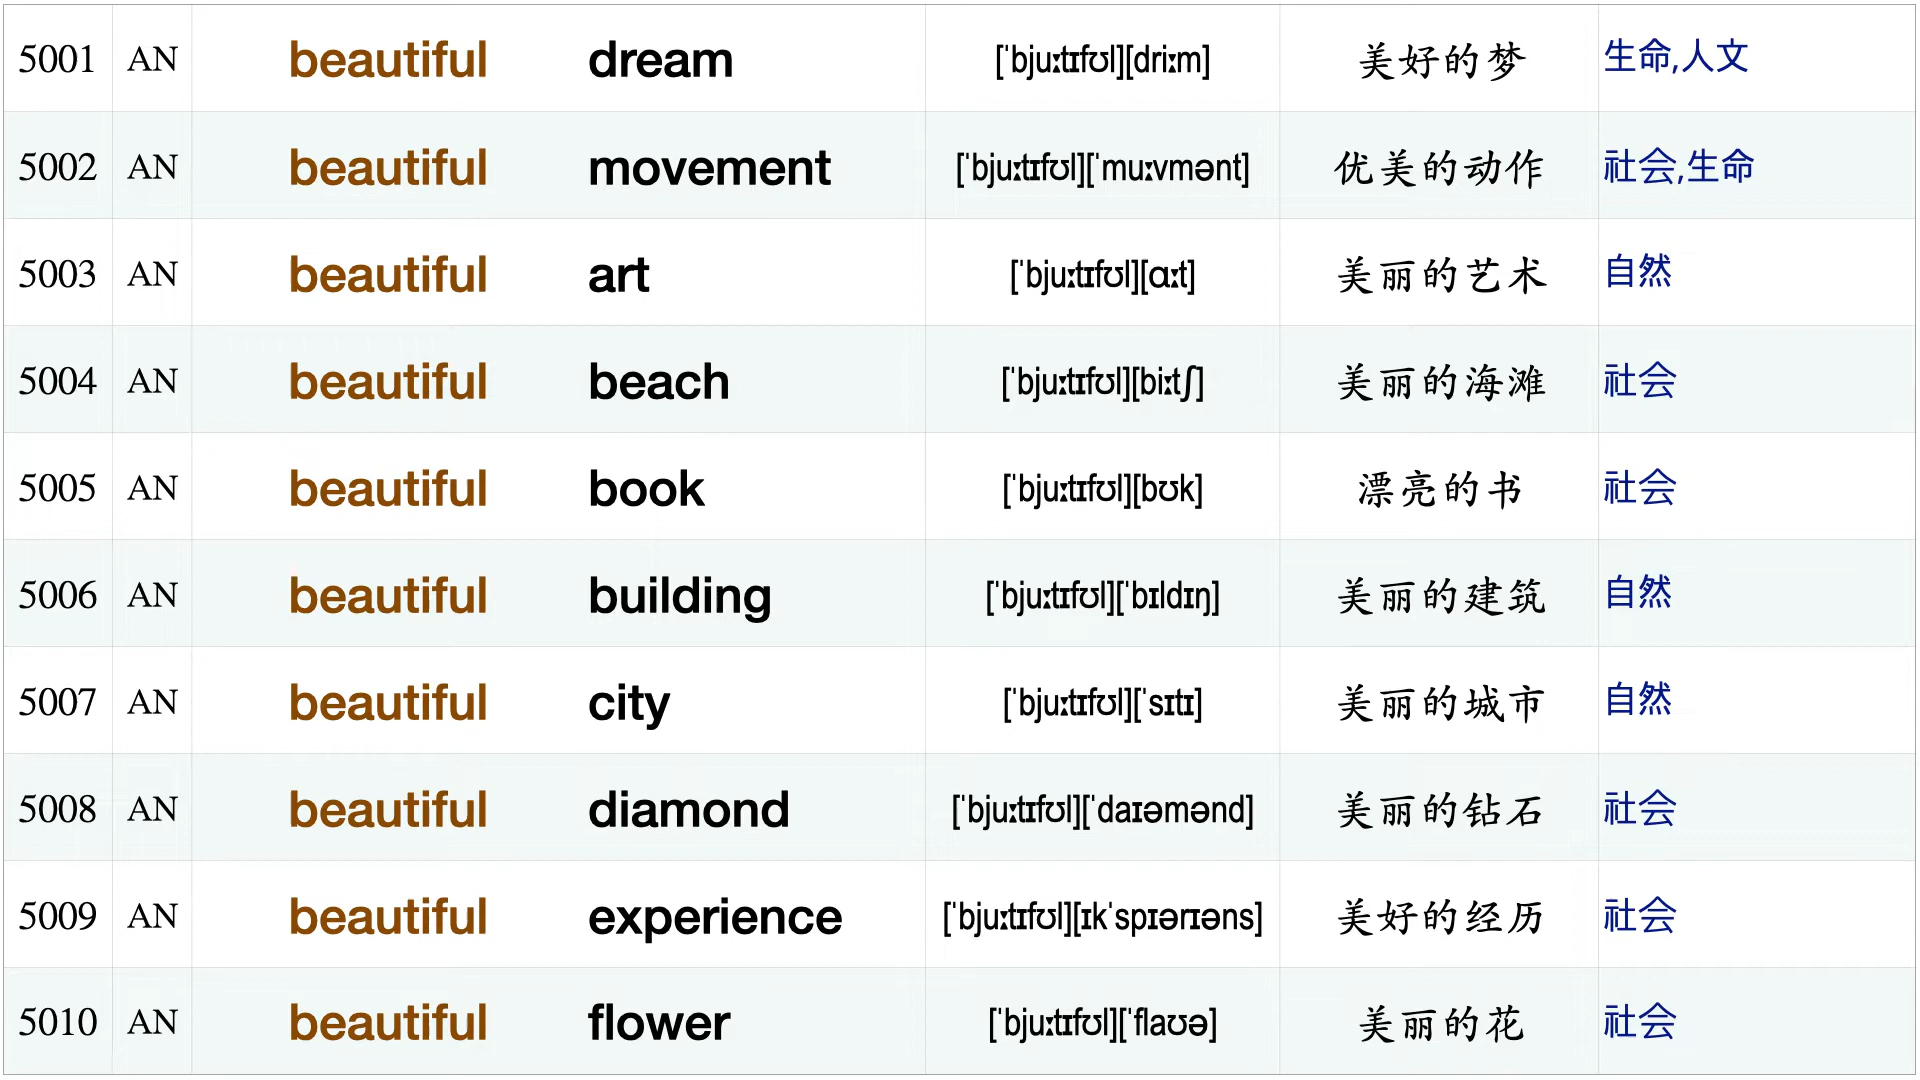 5001 AN beautiful dream [ˈbjuːtɪfʊl][driːm] 美好的梦 生命,人文
5002 AN beautiful movement [ˈbjuːtɪfʊl][ˈmuːvmənt] 优美的动作 社会,生命
5003 AN beautiful art [ˈbjuːtɪfʊl][ɑːt] 美丽的艺术 自然
5004 AN beautiful beach [ˈbjuːtɪfʊl][biːtʃ] 美丽的海滩 社会
5005 AN beautiful book [ˈbjuːtɪfʊl][bʊk] 漂亮的书 社会
5006 AN beautiful building [ˈbjuːtɪfʊl][ˈbɪldɪŋ] 美丽的建筑 自然
5007 AN beautiful city [ˈbjuːtɪfʊl][ˈsɪtɪ] 美丽的城市 自然
5008 AN beautiful diamond [ˈbjuːtɪfʊl][ˈdaɪəmənd] 美丽的钻石 社会
5009 AN beautiful experience [ˈbjuːtɪfʊl][ɪkˈspɪərɪəns] 美好的经历 社会
5010 AN beautiful flower [ˈbjuːtɪfʊl][ˈflaʊə] 美丽的花 社会